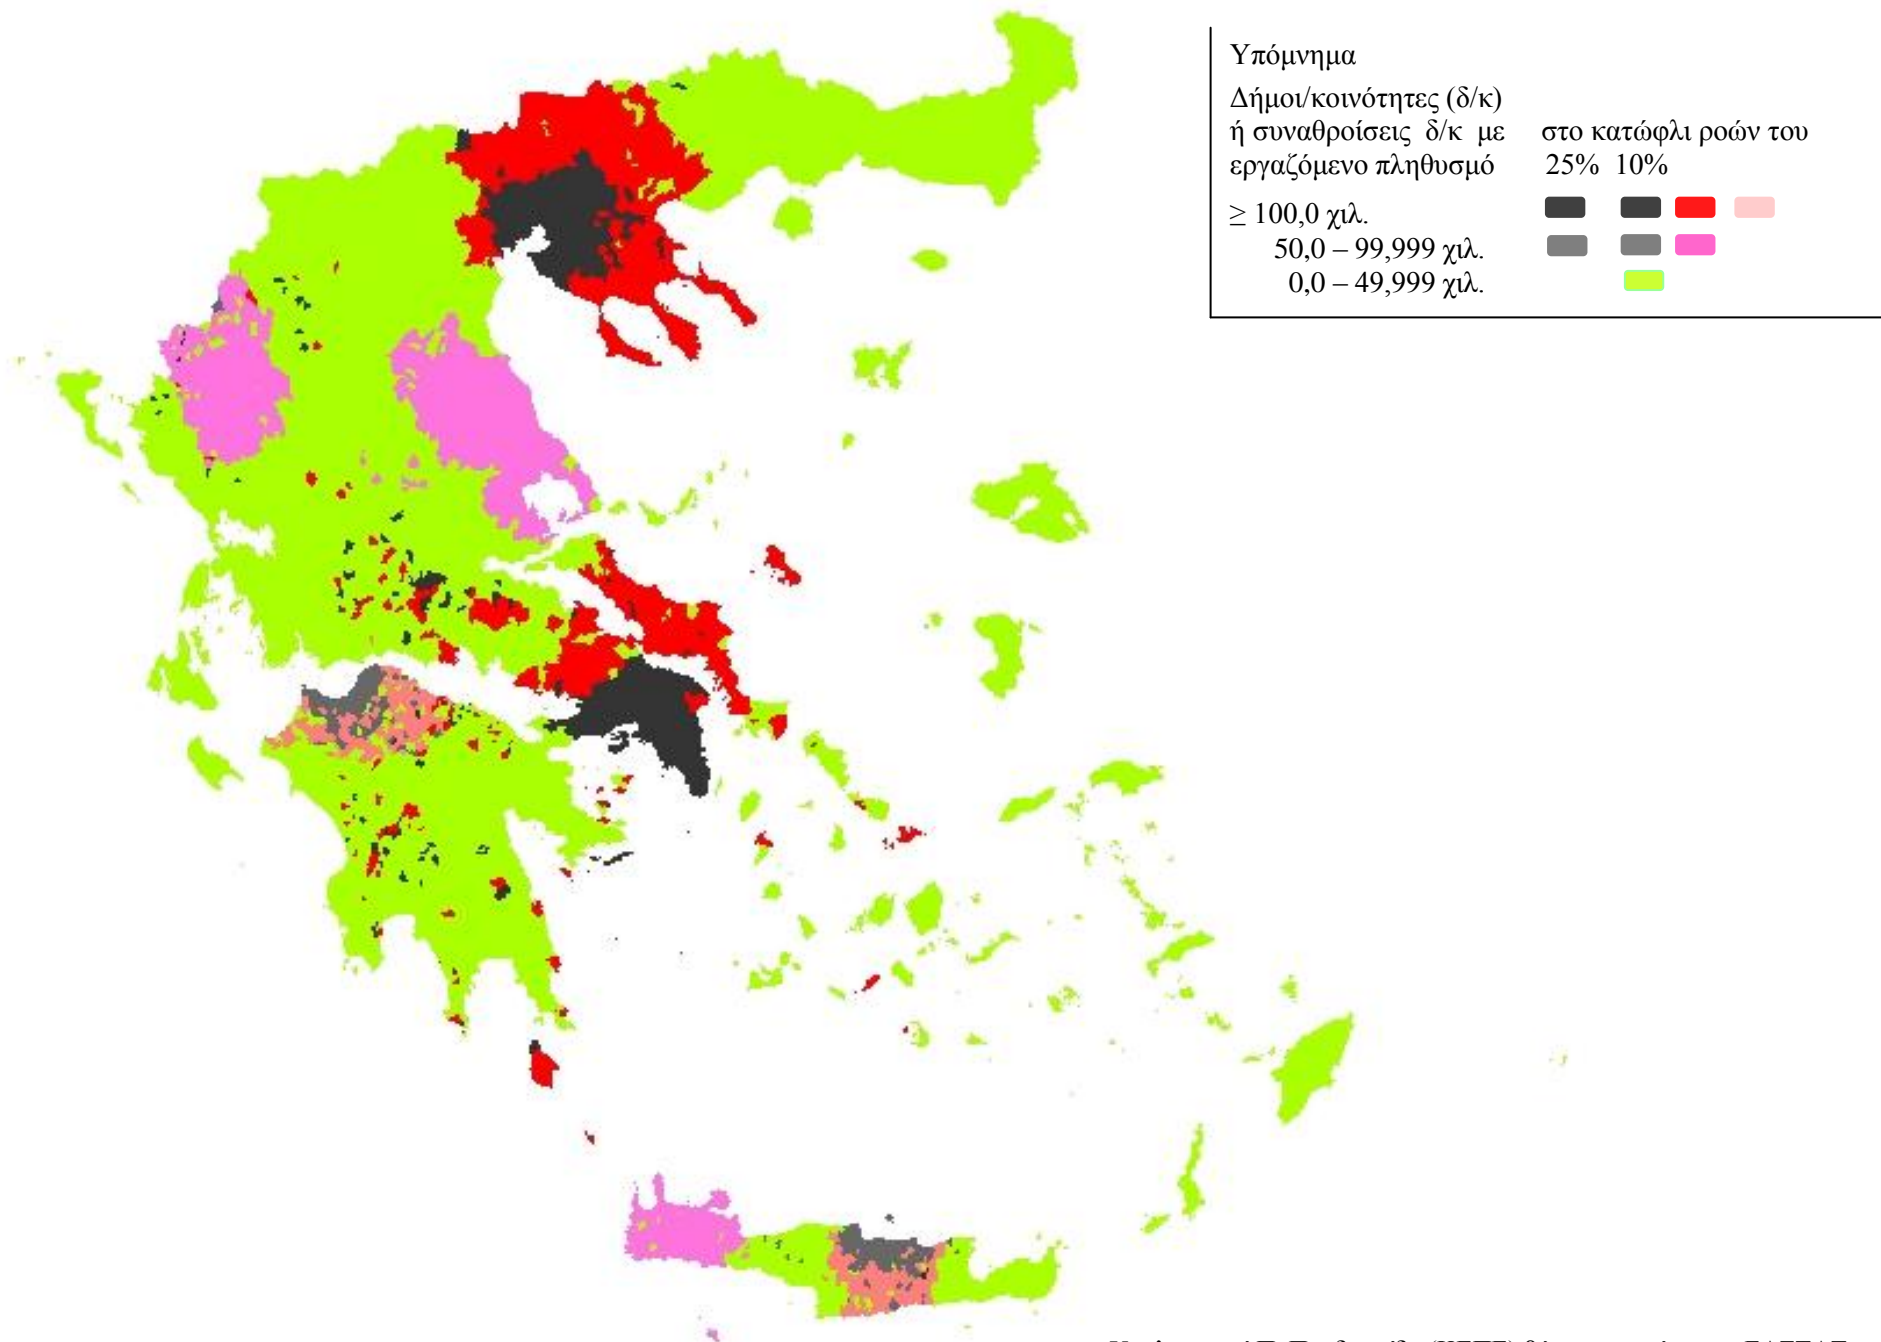 Υπόμνημα
Δήμοι/κοινότητες (δ/κ)
ή συναθροίσεις δ/κ με στο κατώφλι ροών του
εργαζόμενο πληθυσμό 25% 10%
≥ 100,0 χιλ.
50,0 – 99,999 χιλ.
0,0 – 49,999 χιλ.